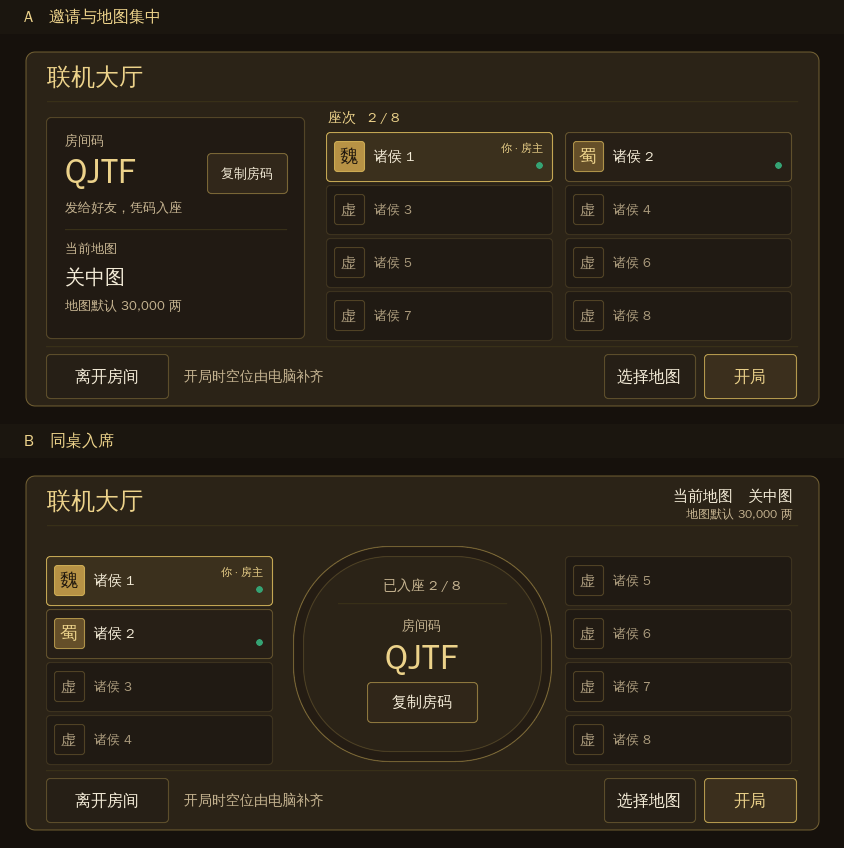 A 邀请与地图集中
联机大厅
房间码
QJTF
复制房码
发给好友，凭码入座
当前地图
关中图
地图默认 30,000 两
座次 2 / 8
魏 诸侯 1 你 · 房主
蜀 诸侯 2
虚 诸侯 3
虚 诸侯 4
虚 诸侯 5
虚 诸侯 6
虚 诸侯 7
虚 诸侯 8
离开房间
开局时空位由电脑补齐
选择地图
开局
B 同桌入席
联机大厅
当前地图 关中图
地图默认 30,000 两
魏 诸侯 1 你 · 房主
蜀 诸侯 2
虚 诸侯 3
虚 诸侯 4
已入座 2 / 8
房间码
QJTF
复制房码
虚 诸侯 5
虚 诸侯 6
虚 诸侯 7
虚 诸侯 8
离开房间
开局时空位由电脑补齐
选择地图
开局